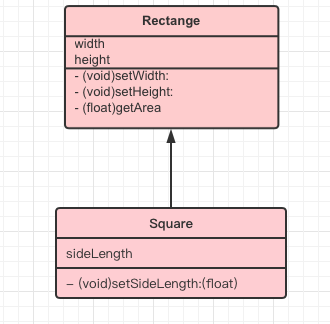 Rectange
width
height
- (void)setWidth:
- (void)setHeight:
- (float)getArea
Square
sideLength
– (void)setSideLength:(float)